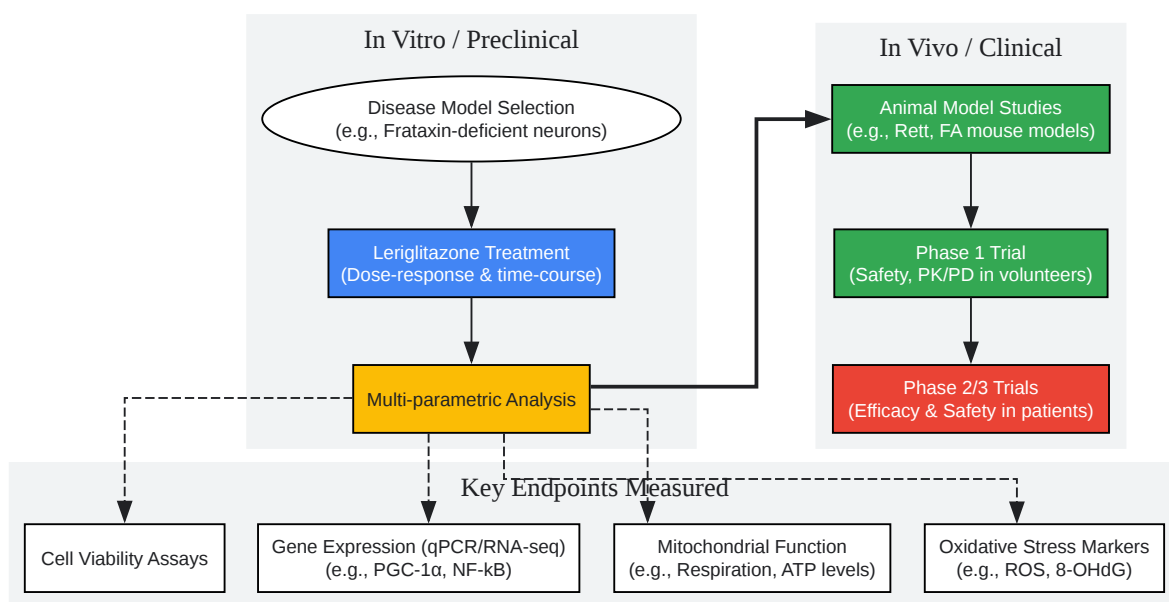 In Vitro / Preclinical
Disease Model Selection
(e.g., Frataxin-deficient neurons)
Leriglitazone Treatment
(Dose-response & time-course)
Multi-parametric Analysis
In Vivo / Clinical
Animal Model Studies
(e.g., Rett, FA mouse models)
Phase 1 Trial
(Safety, PK/PD in volunteers)
Phase 2/3 Trials
(Efficacy & Safety in patients)
Key Endpoints Measured
Cell Viability Assays
Gene Expression (qPCR/RNA-seq)
(e.g., PGC-1α, NF-kB)
Mitochondrial Function
(e.g., Respiration, ATP levels)
Oxidative Stress Markers
(e.g., ROS, 8-OHdG)